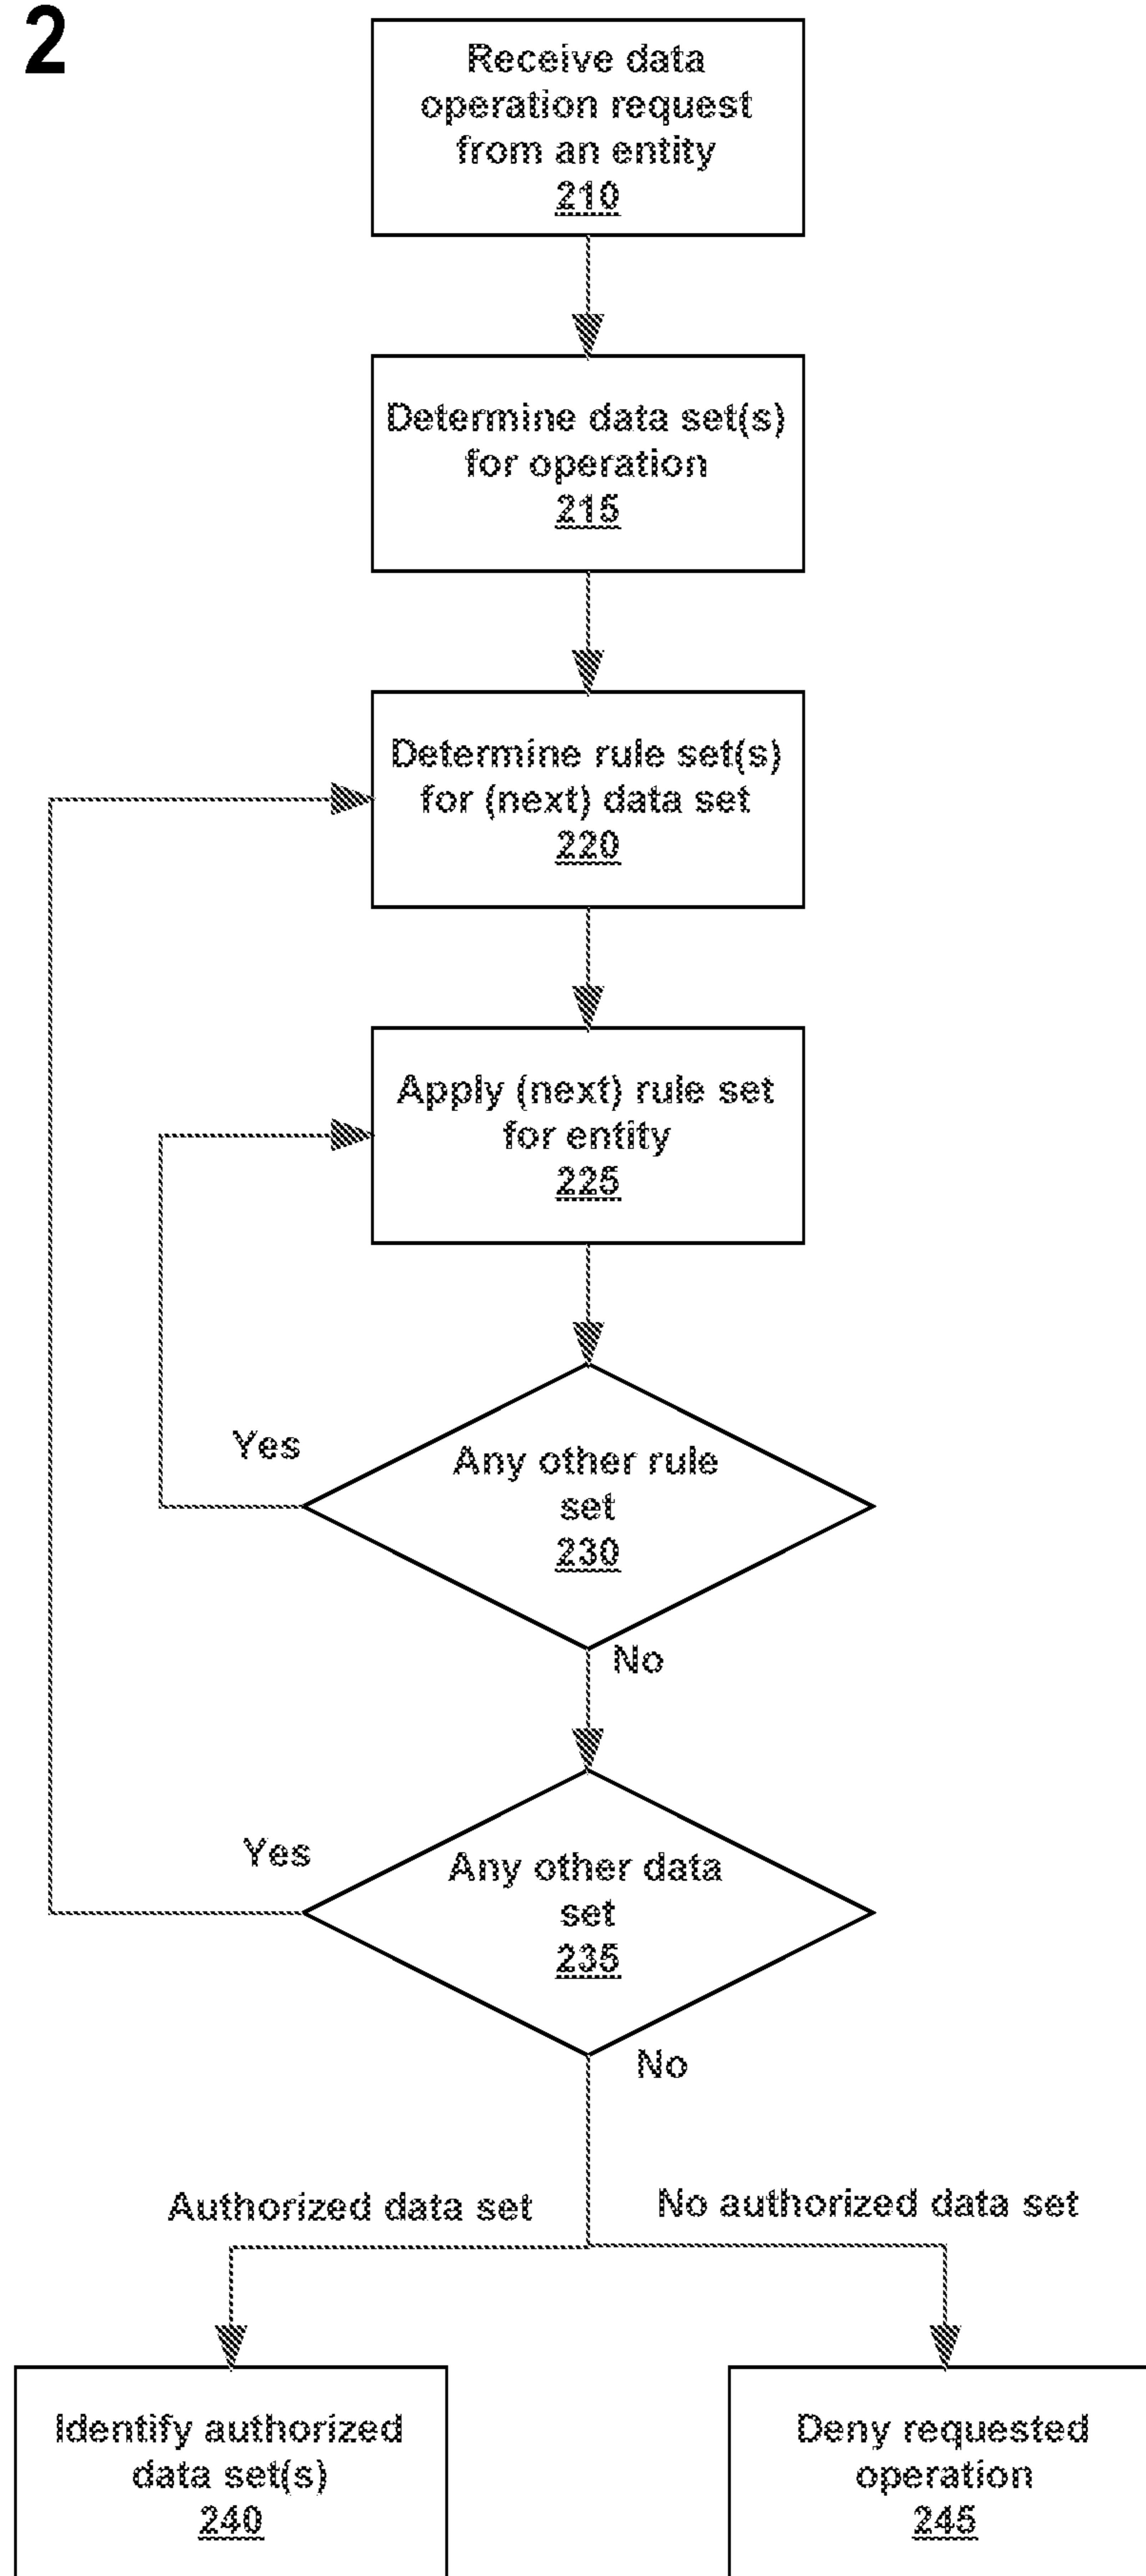 2
Receive data
operation request
from an entity
210
Determine data set(s)
for operation
215
Determine rule set(s)
for (next) data set
220
Apply (next) rule set
for entity
225
Yes
Any other rule
set
230
No
Yes
Any other data
set
235
No
Authorized data set
No authorized data set
Identify authorized
data set(s)
240
Deny requested
operation
245